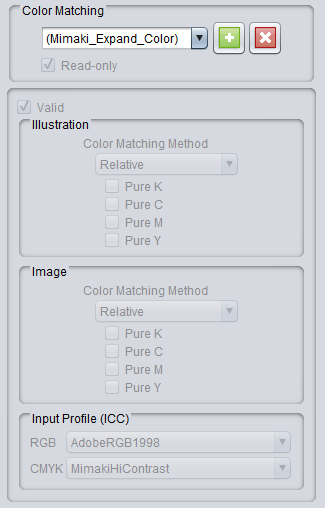 Color Matching
(Mimaki_Expand_Color)
Read-only
Valid
Illustration
Color Matching Method
Relative
Pure K
Pure C
Pure M
Pure Y
Image
Color Matching Method
Relative
Pure K
Pure C
Pure M
Pure Y
Input Profile (ICC)
RGB AdobeRGB1998
CMYK MimakiHiContrast